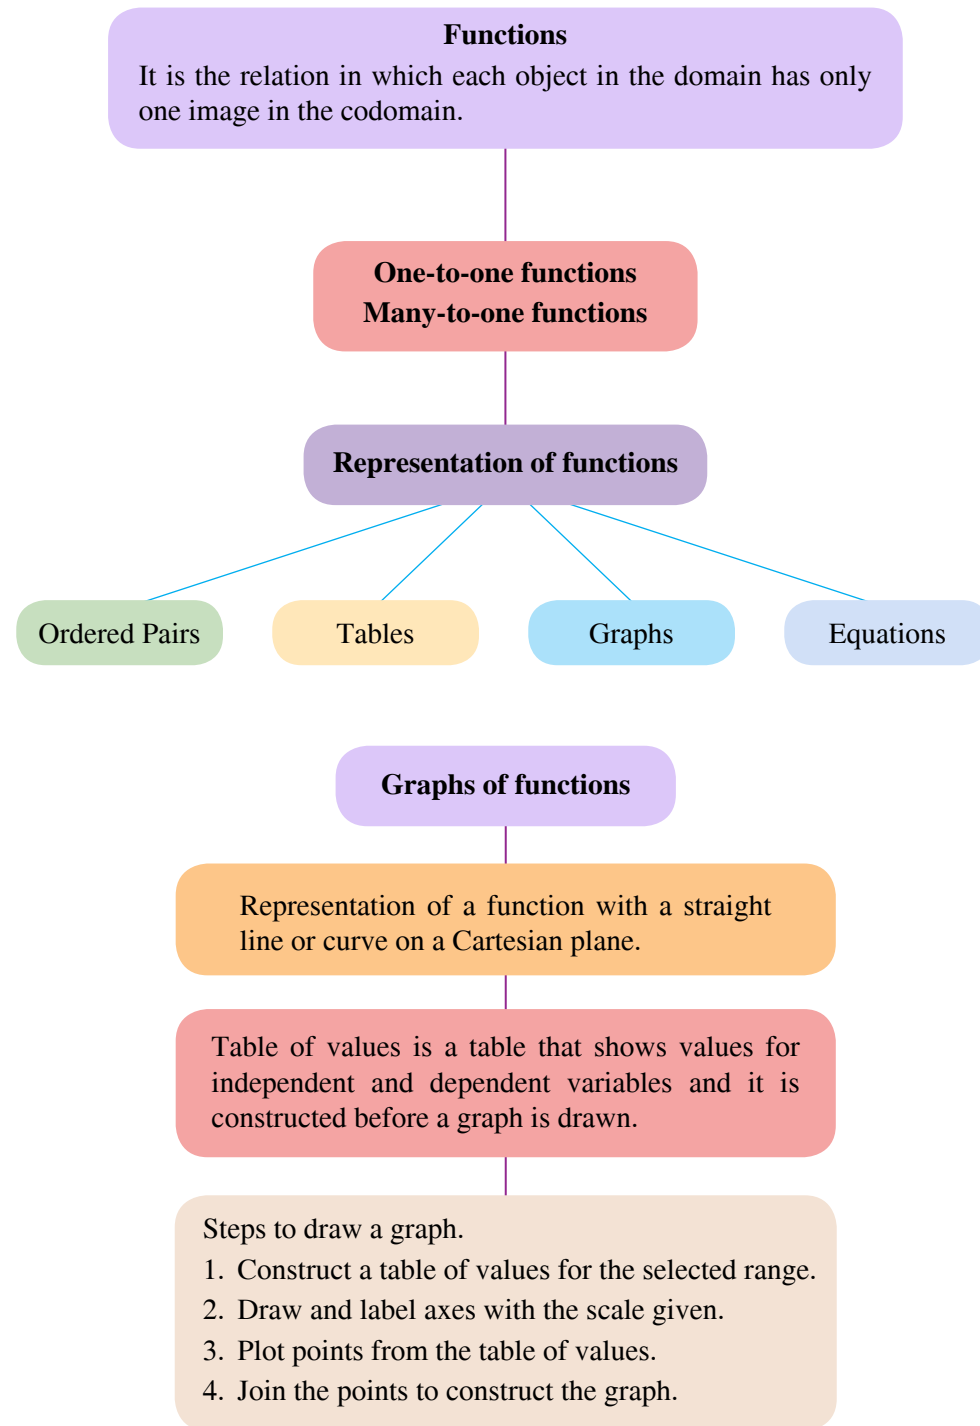 Functions
It is the relation in which each object in the domain has only
one image in the codomain.
One-to-one functions
Many-to-one functions
Representation of functions
Ordered Pairs
Tables
Graphs
Equations
Graphs of functions
Representation of a function with a straight
line or curve on a Cartesian plane.
Table of values is a table that shows values for
independent and dependent variables and it is
constructed before a graph is drawn.
Steps to draw a graph.
1. Construct a table of values for the selected range.
2. Draw and label axes with the scale given.
3. Plot points from the table of values.
4. Join the points to construct the graph.